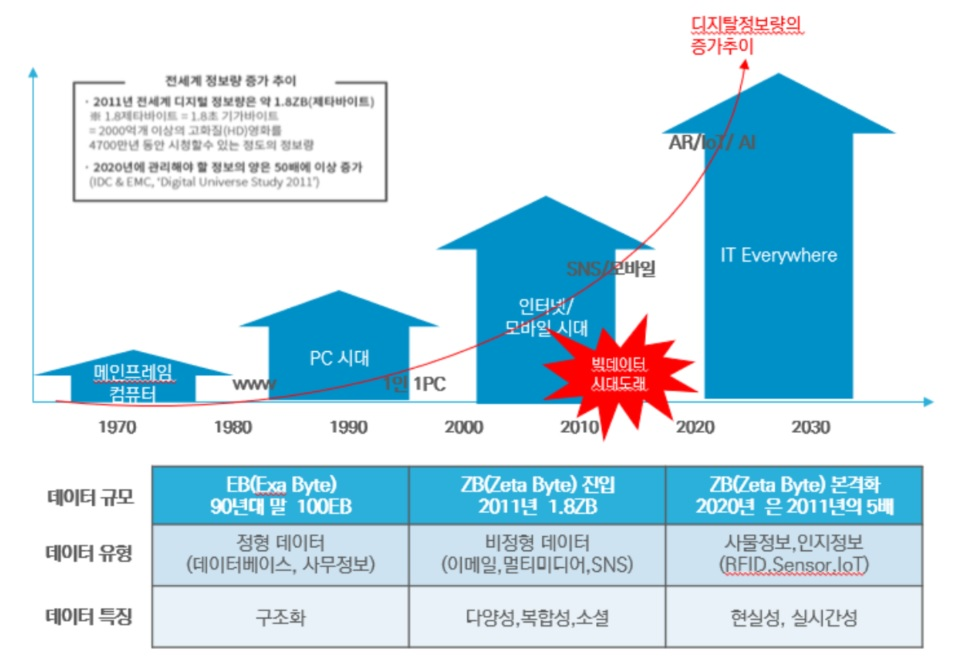 디지탈정보량의
증가추이
전세계 정보량 증가 추이
· 2011년 전세계 디지털 정보량은 약 1.8ZB(제타바이트)
※ 1.8제타바이트 = 1.8조 기가바이트
= 2000억개 이상의 고화질(HD)영화를
4700만년 동안 시청할수 있는 정도의 정보량
· 2020년에 관리해야 할 정보의 양은 50배에 이상 증가
(IDC & EMC, 'Digital Universe Study 2011')
AR/IoT/ AI
IT Everywhere
SNS/모바일
인터넷/
모바일 시대
PC 시대
빅데이터
시대도래
메인프레임
컴퓨터
www
1인 1PC
1970 1980 1990 2000 2010 2020 2030
데이터 규모
EB(Exa Byte)
90년대 말 100EB
ZB(Zeta Byte) 진입
2011년 1.8ZB
ZB(Zeta Byte) 본격화
2020년 은 2011년의 5배
데이터 유형
정형 데이터
(데이터베이스, 사무정보)
비정형 데이터
(이메일,멀티미디어,SNS)
사물정보,인지정보
(RFID.Sensor.IoT)
데이터 특징
구조화
다양성,복합성,소셜
현실성, 실시간성